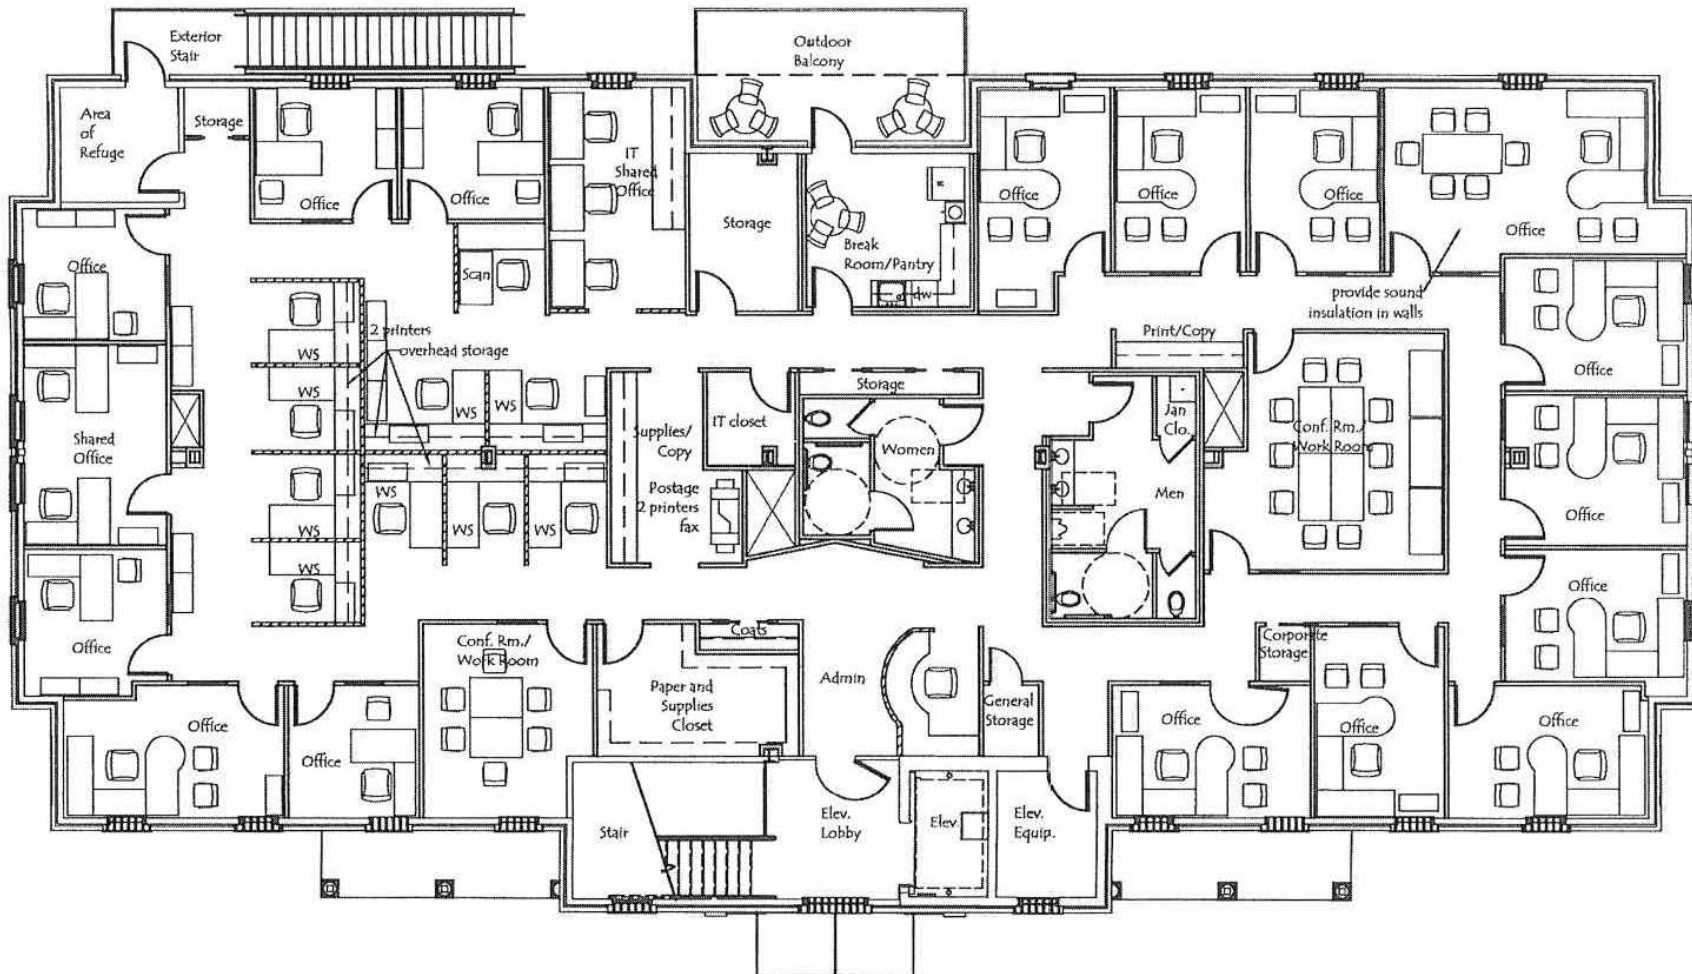 Exterior
Stair
Outdoor
Balcony
Area
of
Refuge
Storage
Office
Office
IT
Shared
Office
Storage
Break
Room/Pantry
dw
Office
Office
Office
Office
provide sound
insulation in walls
Office
Scan
2 printers
overhead storage
Print/Copy
Office
WS
WS
WS
WS
WS
WS
WS
WS
WS
Shared
Office
Supplies/
Copy
Postage
2 printers
fax
IT closet
Storage
Women
Jan
Clo.
Men
Conf. Rm./
Work Room
Office
Office
Office
Conf. Rm./
Work Room
Coats
Paper and
Supplies
Closet
Admin
General
Storage
Corporate
Storage
Office
Office
Office
Office
Office
Stair
Elev.
Lobby
Elev.
Elev.
Equip.